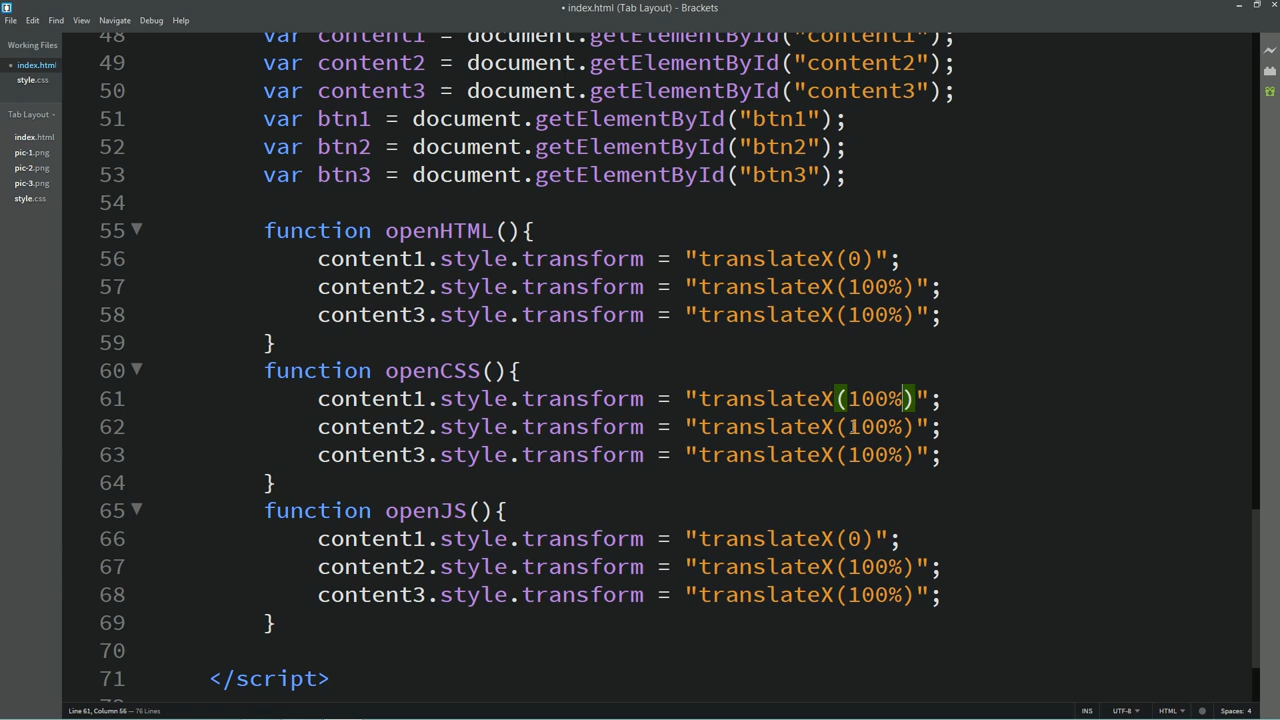 • index.html (Tab Layout) - Brackets
File Edit Find View Navigate Debug Help
Working Files
• index.html
style.css
Tab Layout
index.html
pic-1.png
pic-2.png
pic-3.png
style.css
48 var content1 = document.getElementById("content1");
49 var content2 = document.getElementById("content2");
50 var content3 = document.getElementById("content3");
51 var btn1 = document.getElementById("btn1");
52 var btn2 = document.getElementById("btn2");
53 var btn3 = document.getElementById("btn3");
54
55 function openHTML(){
56 content1.style.transform = "translateX(0)";
57 content2.style.transform = "translateX(100%)";
58 content3.style.transform = "translateX(100%)";
59 }
60 function openCSS(){
61 content1.style.transform = "translateX(100%)";
62 content2.style.transform = "translateX(100%)";
63 content3.style.transform = "translateX(100%)";
64 }
65 function openJS(){
66 content1.style.transform = "translateX(0)";
67 content2.style.transform = "translateX(100%)";
68 content3.style.transform = "translateX(100%)";
69 }
70
71 </script>
Line 61, Column 56 — 76 Lines
INS UTF-8 HTML Spaces: 4